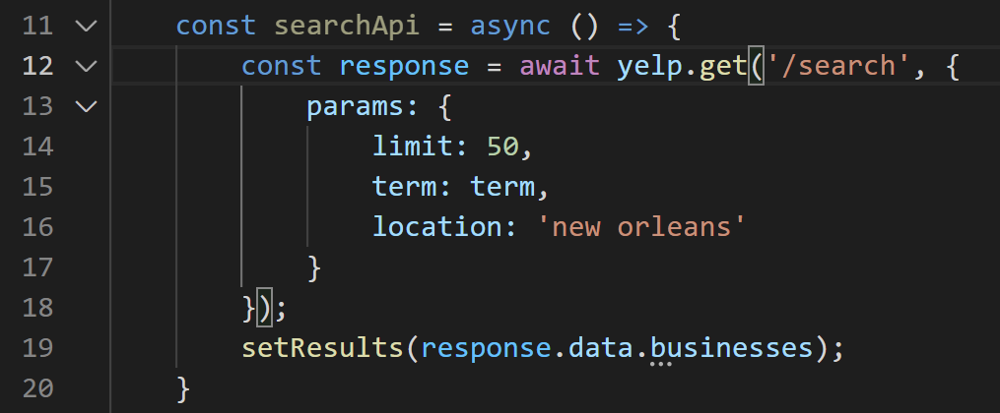 11 const searchApi = async () => {
12 const response = await yelp.get('/search', {
13 params: {
14 limit: 50,
15 term: term,
16 location: 'new orleans'
17 }
18 });
19 setResults(response.data.businesses);
20 }